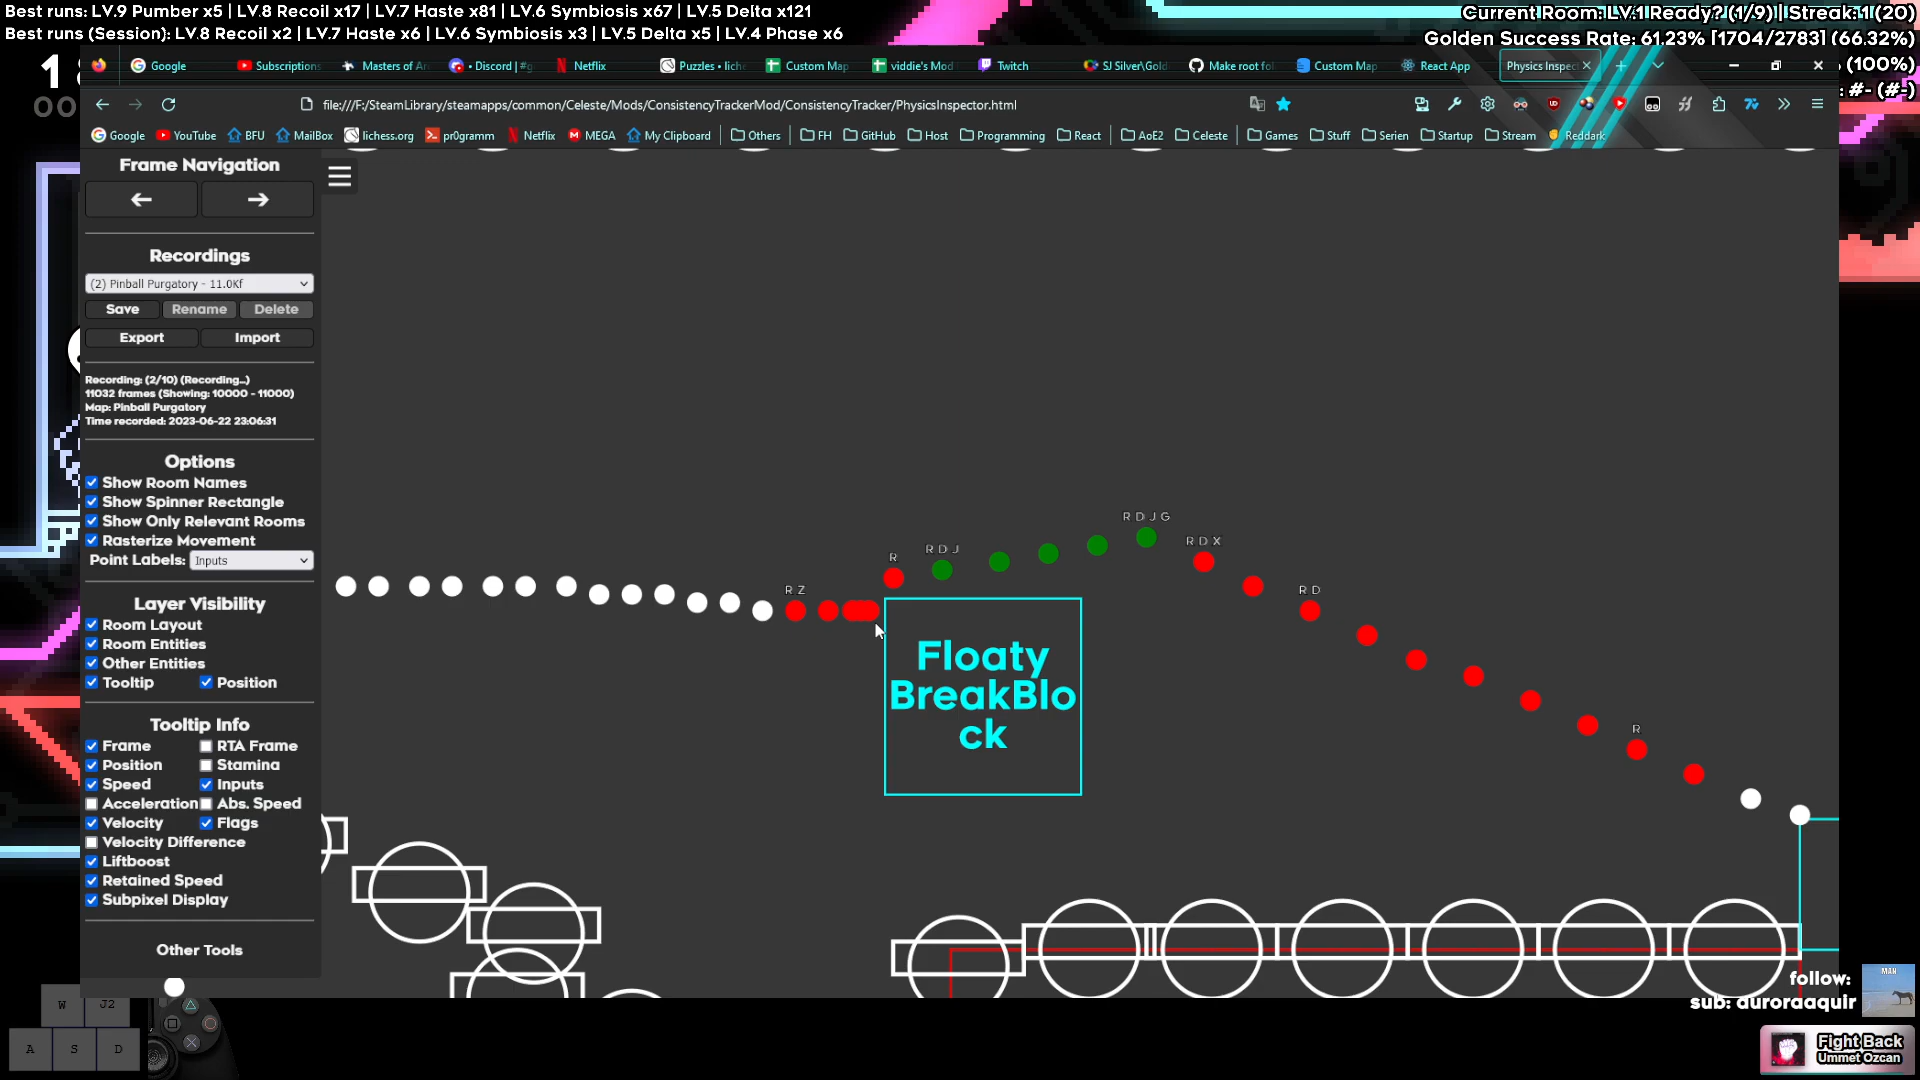 Best runs: LV.9 Pumber x5 | LV.8 Recoil x17 | LV.7 Haste x81 | LV.6 Symbiosis x67 | LV.5 Delta x121
Best runs (Session): LV.8 Recoil x2 | LV.7 Haste x6 | LV.6 Symbiosis x3 | LV.5 Delta x5 | LV.4 Phase x6
Current Room: LV.1 Ready? (1/9) | Streak: 1 (20)
Golden Success Rate: 61.23% [1704/2783] (66.32%)
(100%)
: #- (#-)
Google
Subscriptions
Masters of Ar
• Discord | #g
Netflix
Puzzles • liche
Custom Map
viddie's Mod
Twitch
SJ Silver\Gold
Make root fo
Custom Map
React App
Physics Inspec
file:///F:/SteamLibrary/steamapps/common/Celeste/Mods/ConsistencyTrackerMod/ConsistencyTracker/PhysicsInspector.html
Google YouTube BFU MailBox lichess.org pr0gramm Netflix MEGA My Clipboard Others FH GitHub Host Programming React AoE2 Celeste Games Stuff Serien Startup Stream Reddark
Frame Navigation
Recordings
(2) Pinball Purgatory - 11.0Kf
Save Rename Delete
Export Import
Recording: (2/10) (Recording...)
11032 frames (Showing: 10000 - 11000)
Map: Pinball Purgatory
Time recorded: 2023-06-22 23:06:31
Options
Show Room Names
Show Spinner Rectangle
Show Only Relevant Rooms
Rasterize Movement
Point Labels: Inputs
Layer Visibility
Room Layout
Room Entities
Other Entities
Tooltip Position
Tooltip Info
Frame RTA Frame
Position Stamina
Speed Inputs
Acceleration Abs. Speed
Velocity Flags
Velocity Difference
Liftboost
Retained Speed
Subpixel Display
Other Tools
R Z
R
R D J
R D J G
R D X
R D
R
Floaty
BreakBlo
ck
W J2
A S D
follow:
sub: auroraaquir
MAN
Fight Back
Ummet Ozcan